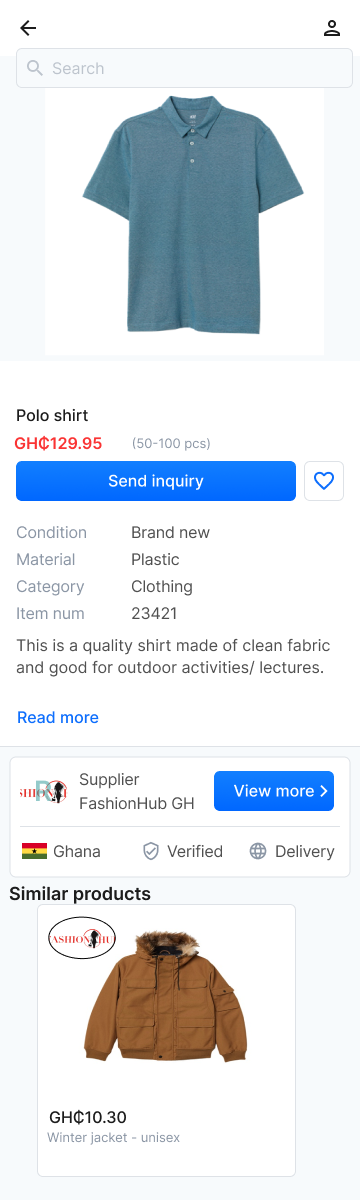 Search
Polo shirt
GH₵129.95 (50-100 pcs)
Send inquiry
Condition Brand new
Material Plastic
Category Clothing
Item num 23421
This is a quality shirt made of clean fabric
and good for outdoor activities/ lectures.
Read more
Supplier
FashionHub GH
View more
Ghana Verified Delivery
Similar products
FASHION HU
GH₵10.30
Winter jacket - unisex